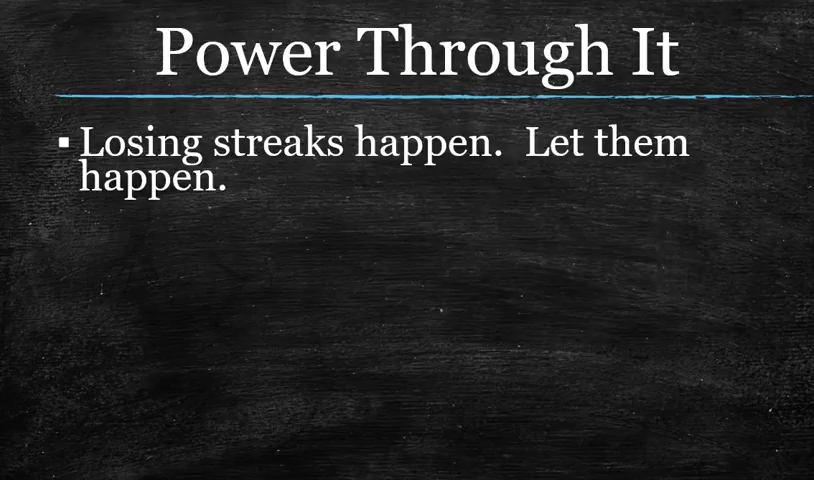 Power Through It
▪ Losing streaks happen.  Let them
happen.